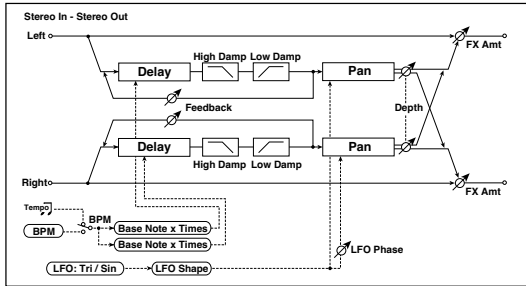 Stereo In - Stereo Out
Left
FX Amt
High Damp Low Damp
Delay
Pan
Feedback
Depth
Delay
Pan
High Damp Low Damp
Right
FX Amt
Tempo
BPM
BPM
Base Note x Times
Base Note x Times
LFO Phase
LFO: Tri / Sin
LFO Shape